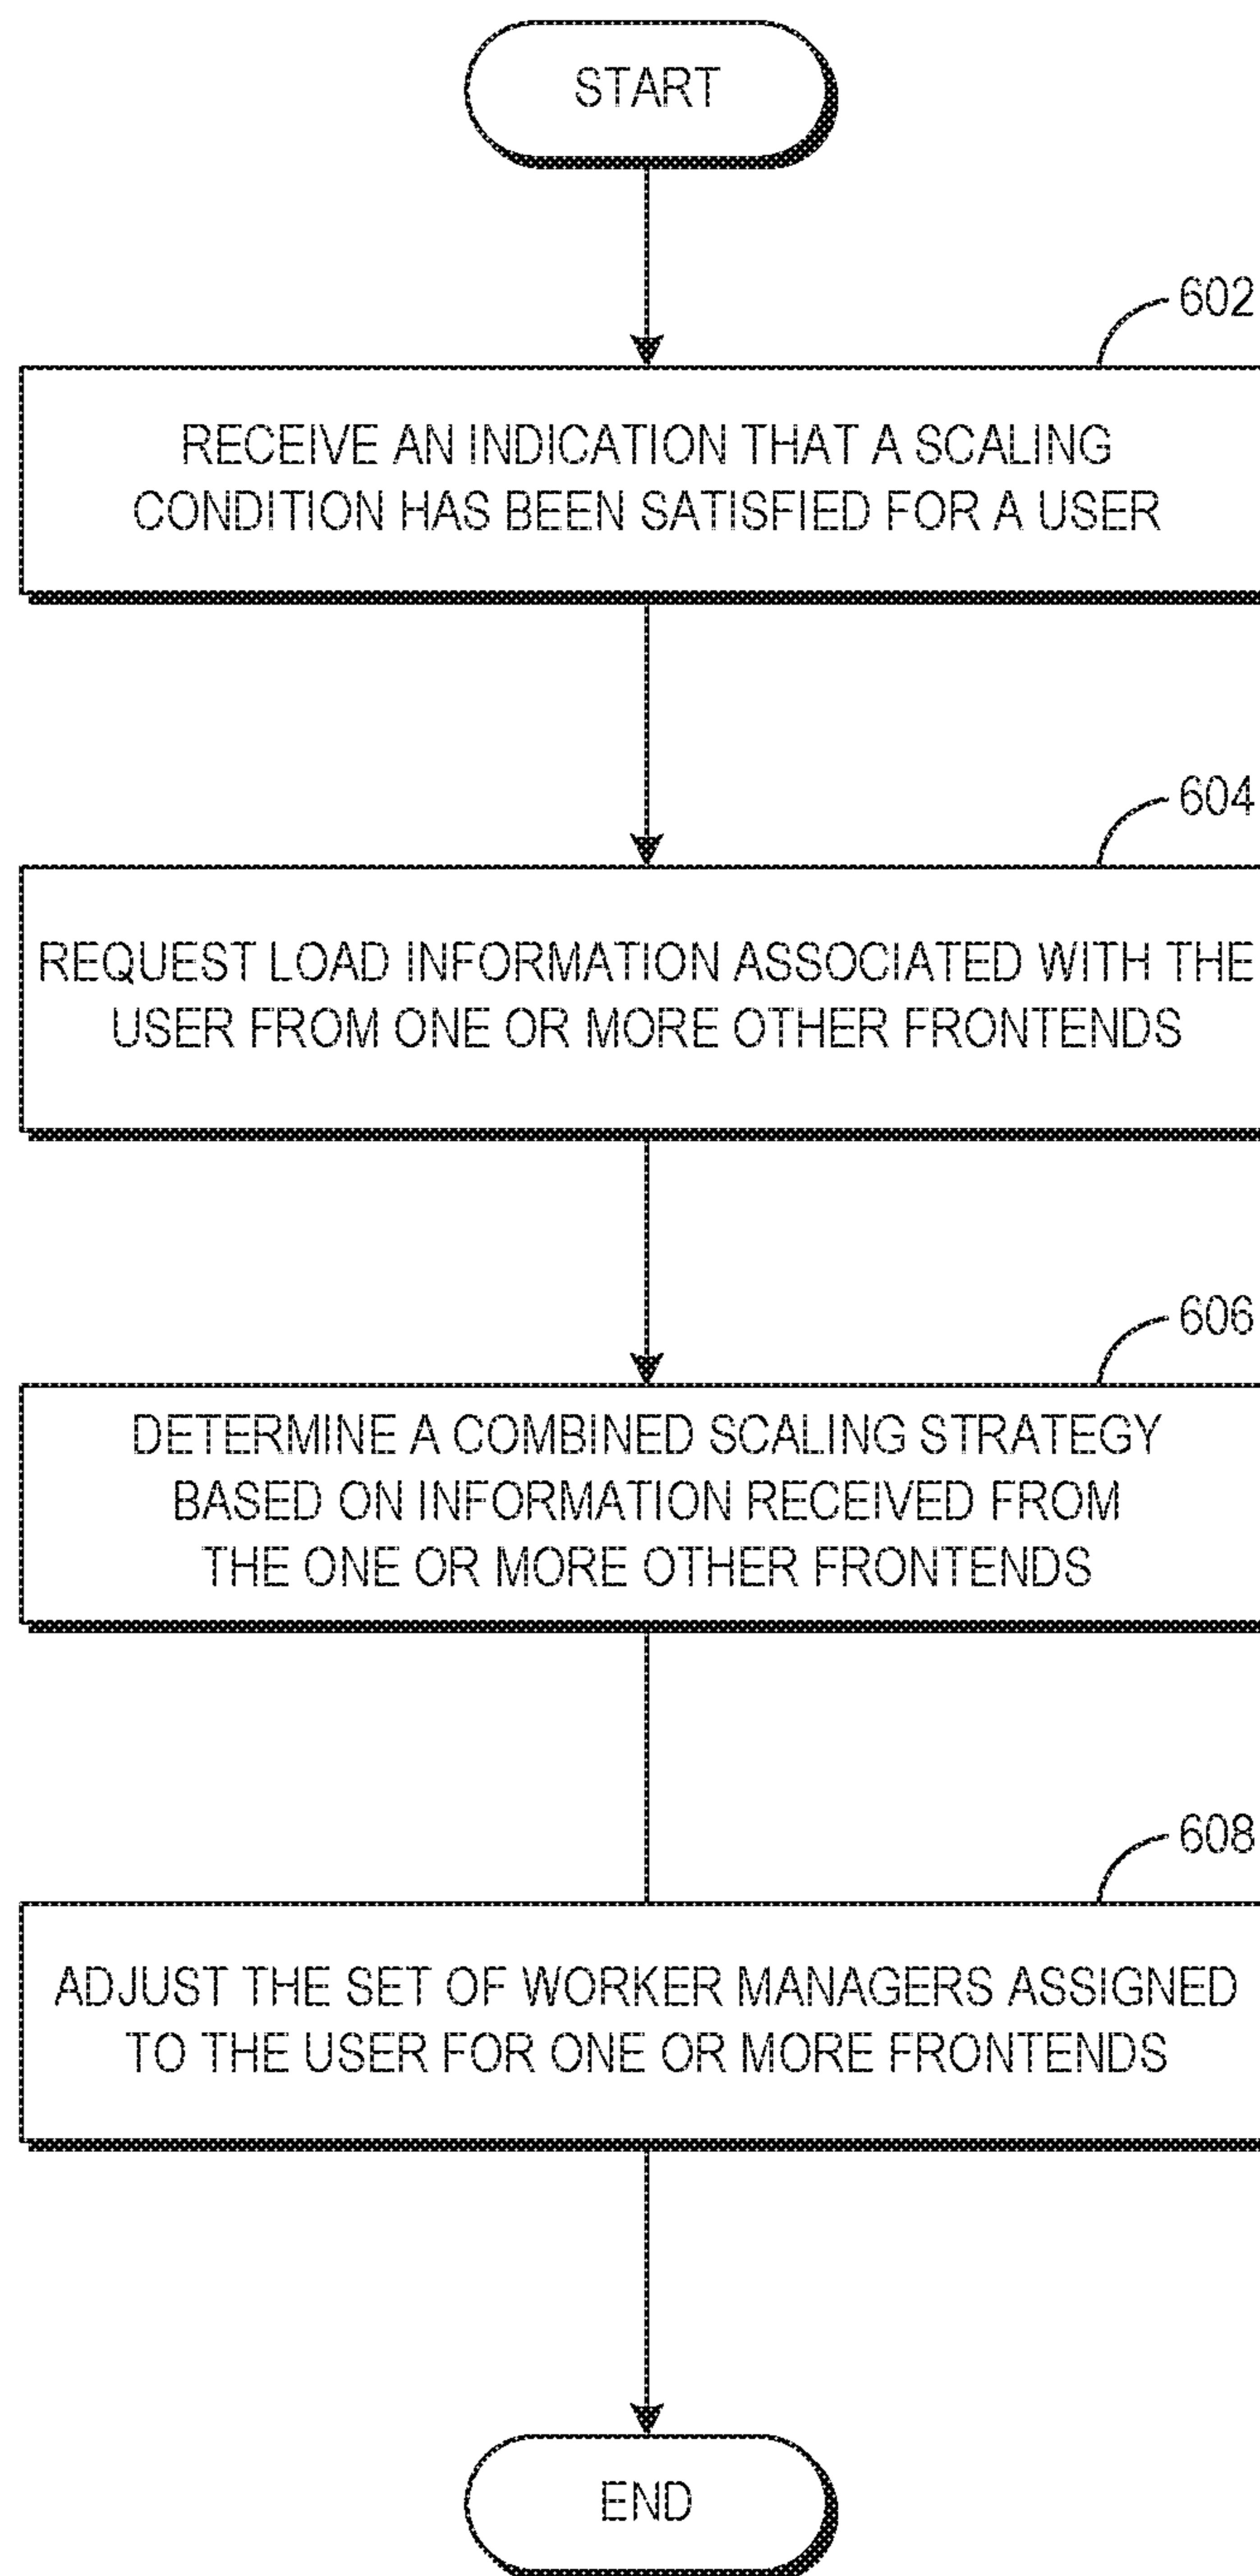 START
602
RECEIVE AN INDICATION THAT A SCALING
CONDITION HAS BEEN SATISFIED FOR A USER
604
REQUEST LOAD INFORMATION ASSOCIATED WITH THE
USER FROM ONE OR MORE OTHER FRONTENDS
606
DETERMINE A COMBINED SCALING STRATEGY
BASED ON INFORMATION RECEIVED FROM
THE ONE OR MORE OTHER FRONTENDS
608
ADJUST THE SET OF WORKER MANAGERS ASSIGNED
TO THE USER FOR ONE OR MORE FRONTENDS
END